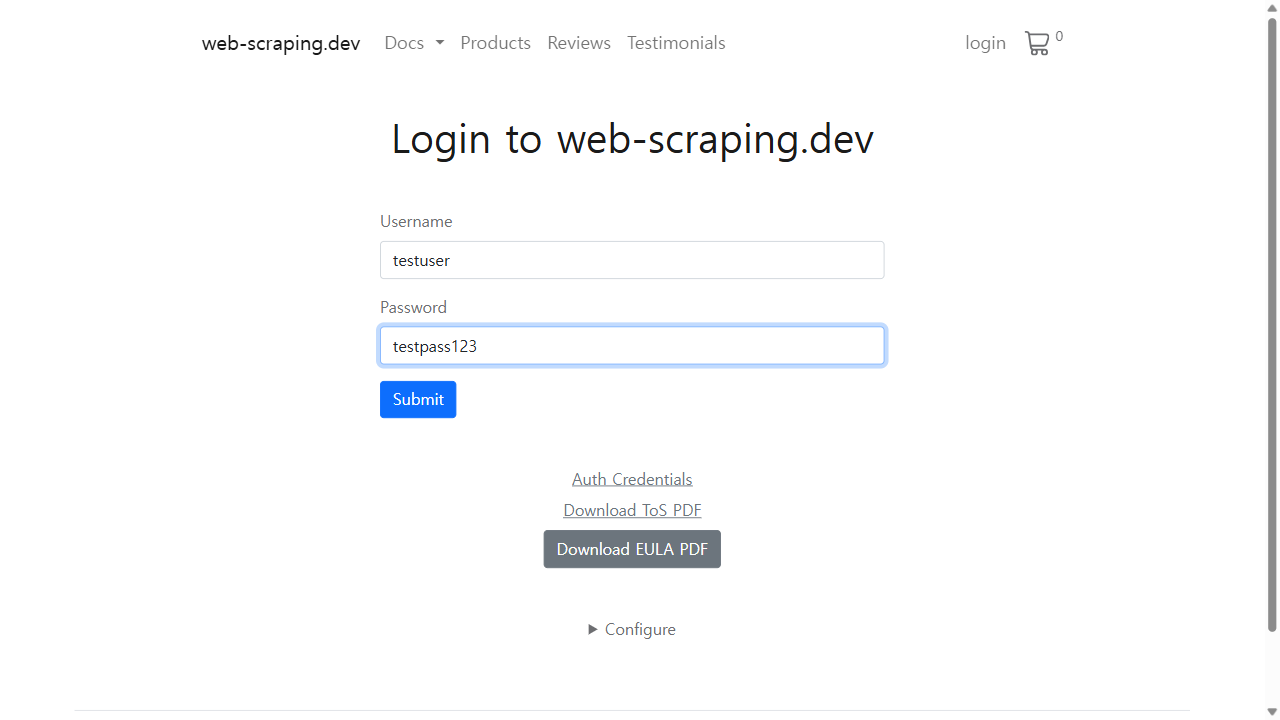 web-scraping.dev Docs Products Reviews Testimonials login 0
Login to web-scraping.dev
Username
testuser
Password
testpass123
Submit
Auth Credentials
Download ToS PDF
Download EULA PDF
Configure